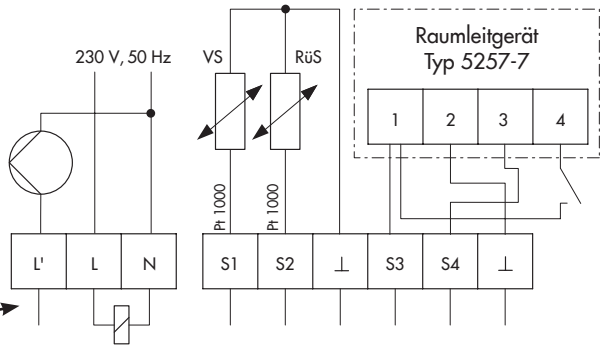 230 V, 50 Hz
VS
RüS
Raumleitgerät
Typ 5257-7
1
2
3
4
Pt 1000
Pt 1000
L'
L
N
S1
S2
⊥
S3
S4
⊥